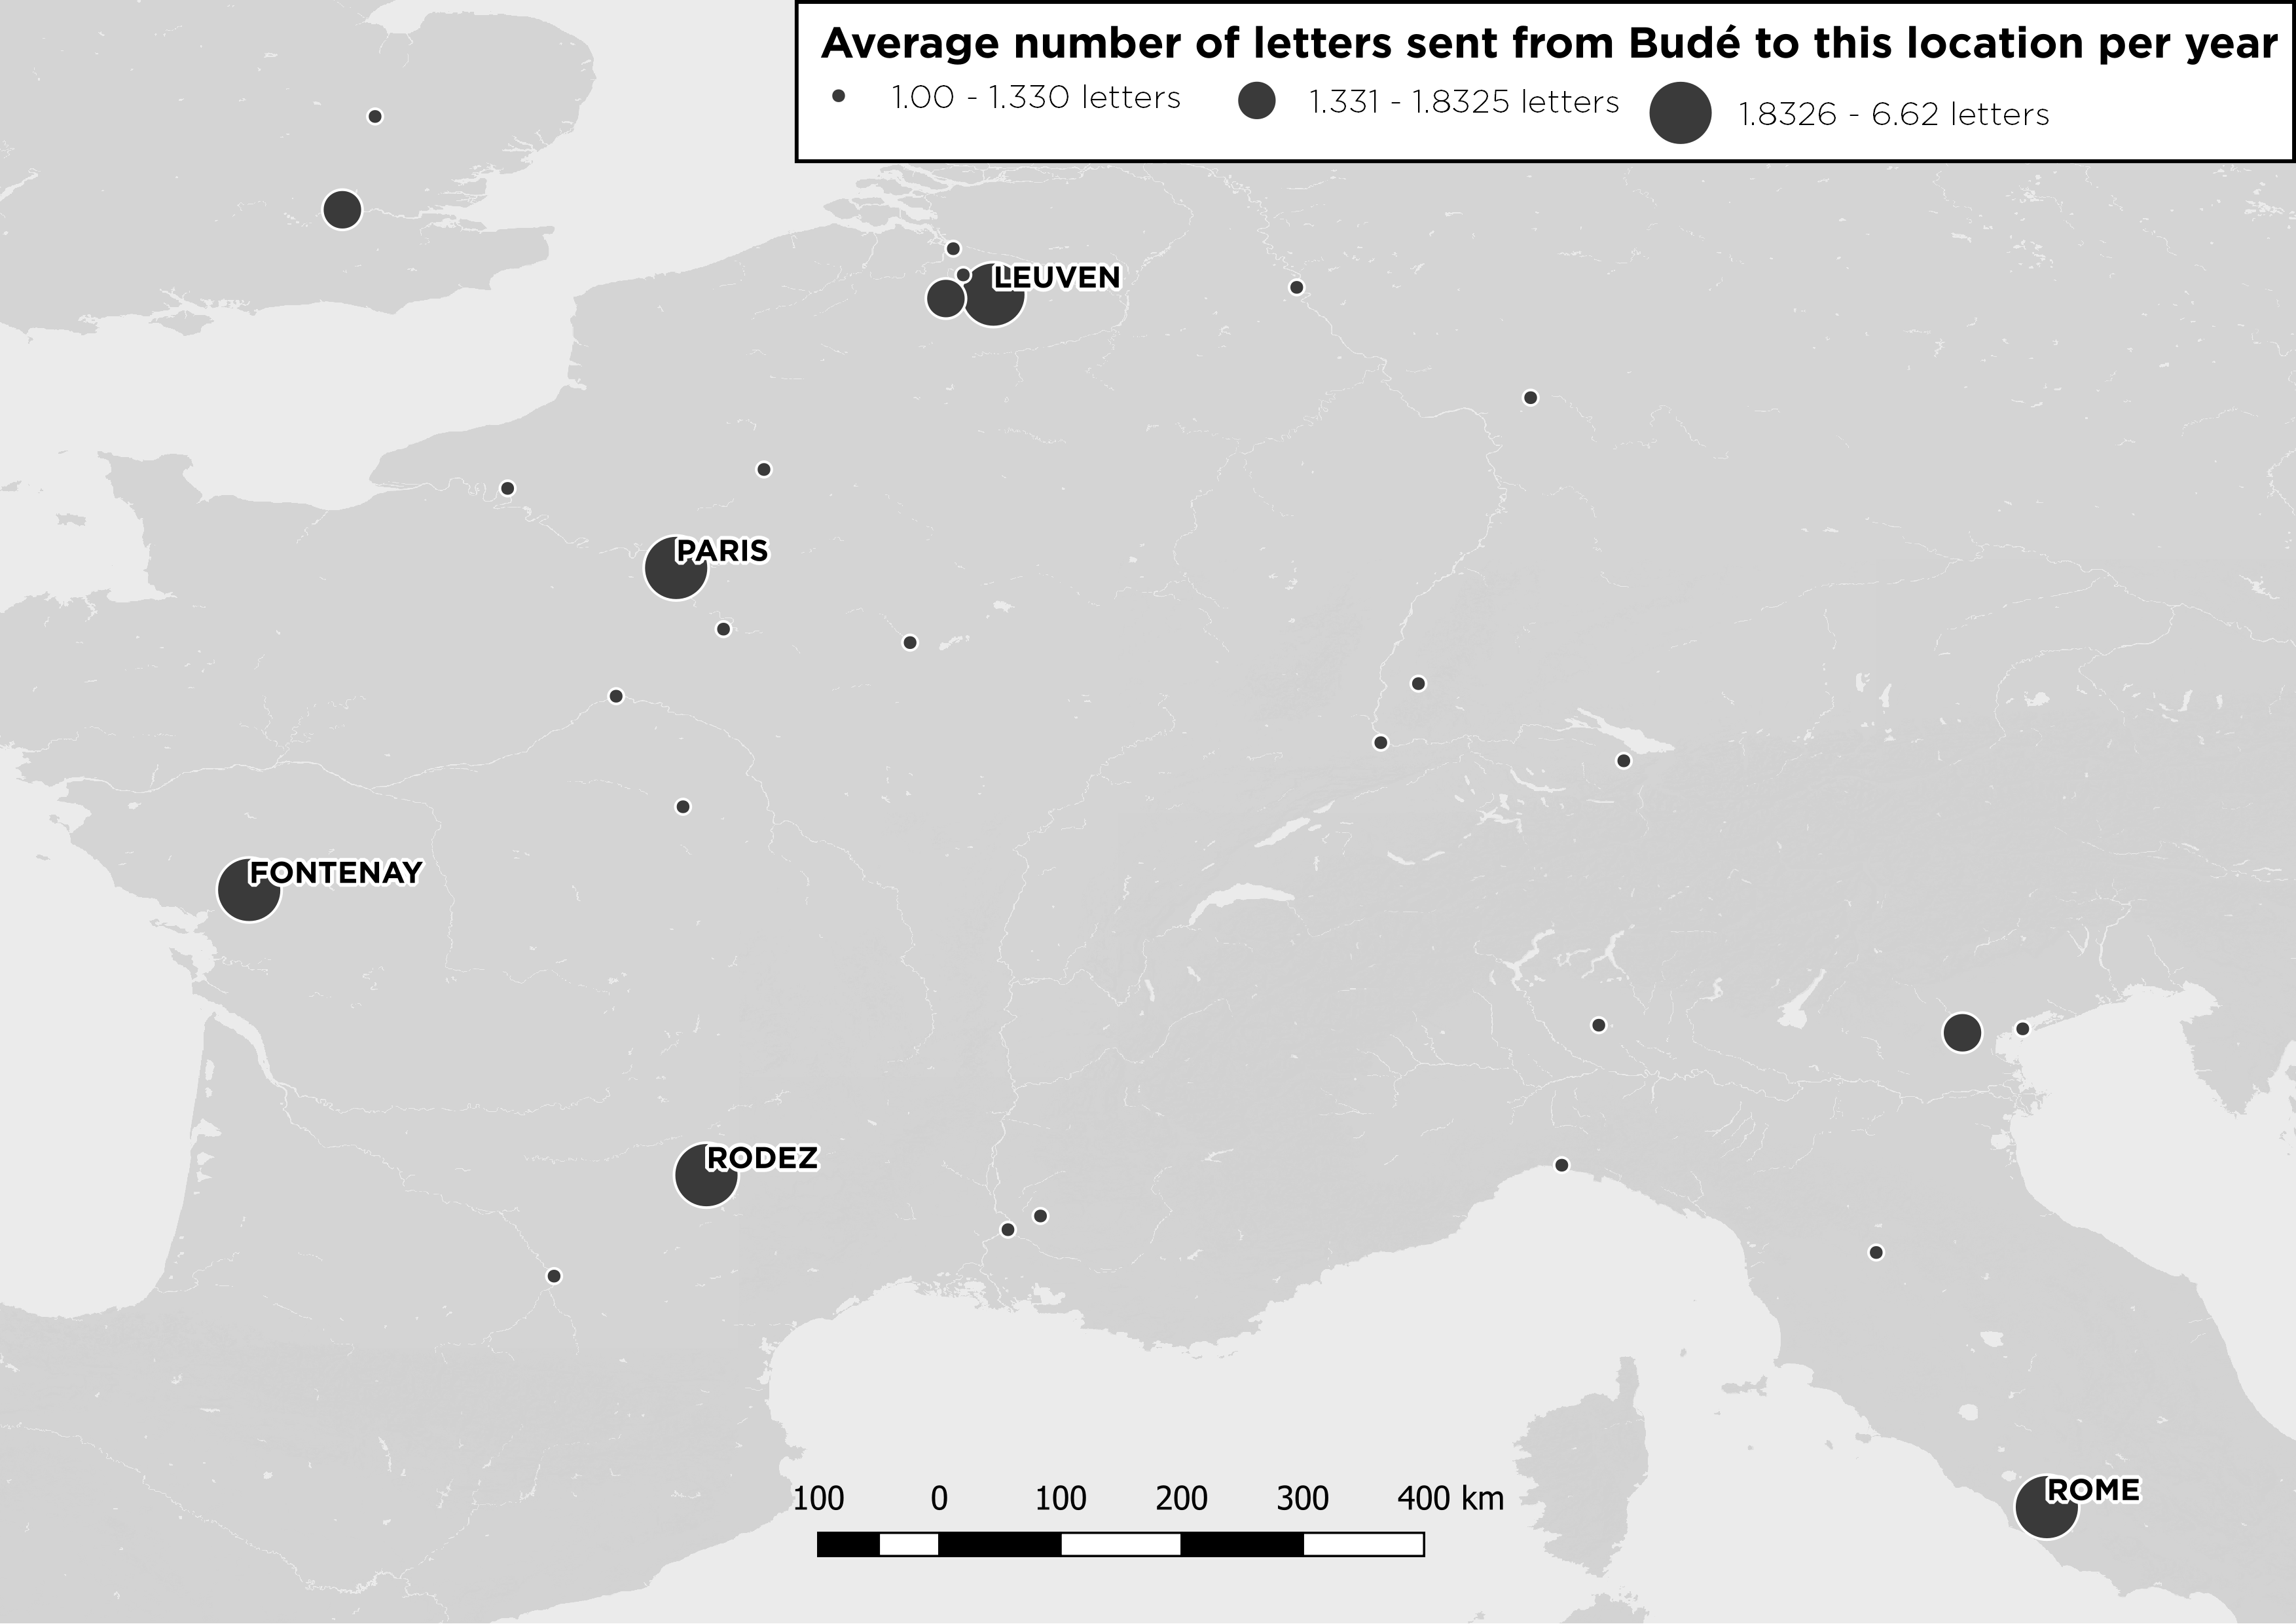 Average number of letters sent from Budé to this location per year
1.00 - 1.330 letters 1.331 - 1.8325 letters 1.8326 - 6.62 letters
LEUVEN
PARIS
FONTENAY
RODEZ
ROME
100 0 100 200 300 400 km